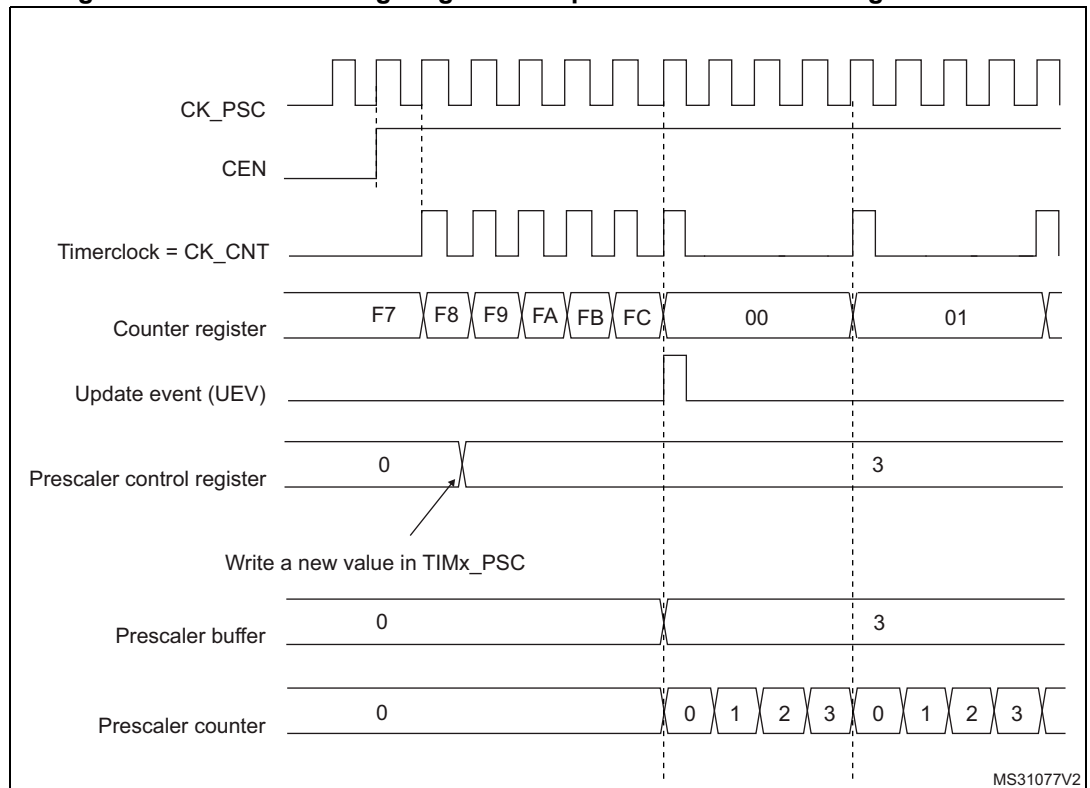 CK_PSC
CEN
Timerclock = CK_CNT
Counter register
F7 F8 F9 FA FB FC 00 01
Update event (UEV)
Prescaler control register
0 3
Write a new value in TIMx_PSC
Prescaler buffer
0 3
Prescaler counter
0 0 1 2 3 0 1 2 3
MS31077V2